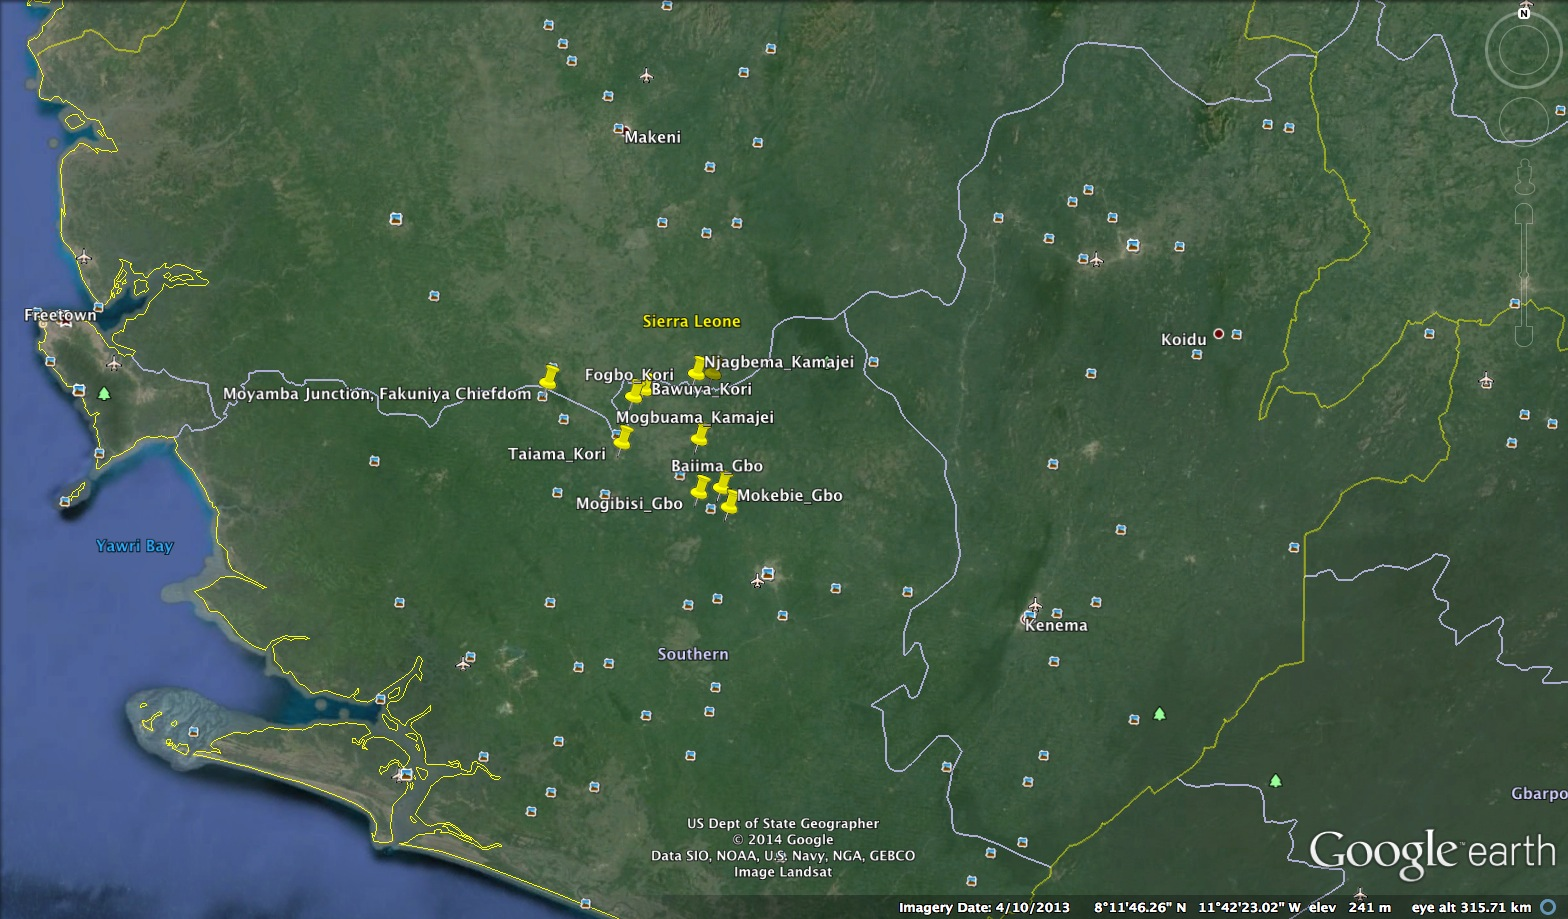 N
Makeni
Freetown
Sierra Leone
Koidu
Fogbo_Kori
Njagbema_Kamajei
Moyamba Junction, Fakuniya Chiefdom
Bawuya_Kori
Mogbuama_Kamajei
Taiama_Kori
Baiima_Gbo
Mogibisi_Gbo
Mokebie_Gbo
Yawri Bay
Kenema
Southern
Gbarpo
US Dept of State Geographer
© 2014 Google
Data SIO, NOAA, U.S. Navy, NGA, GEBCO
Image Landsat
Google™ earth
Imagery Date: 4/10/2013 8°11'46.26" N 11°42'23.02" W elev 241 m eye alt 315.71 km